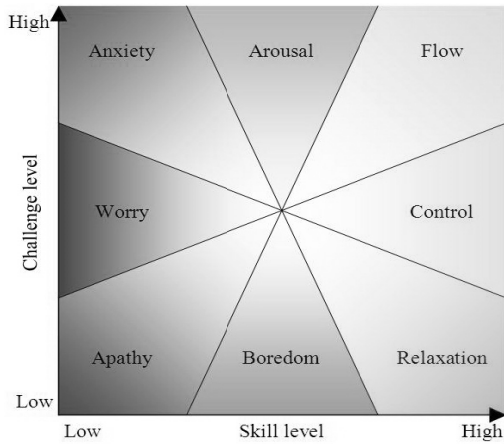 High
Anxiety Arousal Flow
Challenge level
Worry Control
Apathy Boredom Relaxation
Low
Low Skill level High